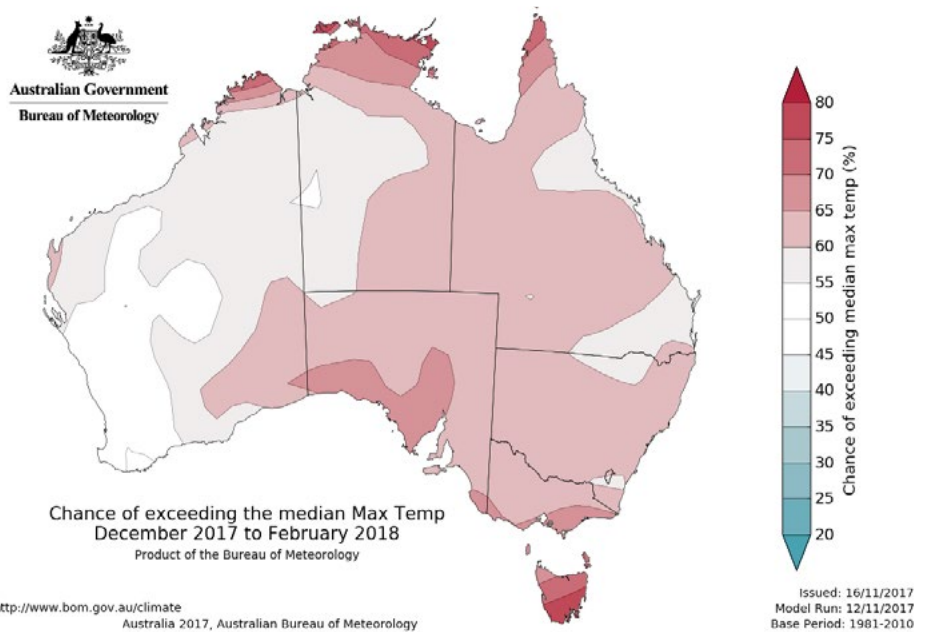 Australian Government
Bureau of Meteorology
80
75
70
65
60
55
50
45
40
35
30
25
20
Chance of exceeding median max temp (%)
Chance of exceeding the median Max Temp
December 2017 to February 2018
Product of the Bureau of Meteorology
ttp://www.bom.gov.au/climate
Australia 2017, Australian Bureau of Meteorology
Issued: 16/11/2017
Model Run: 12/11/2017
Base Period: 1981-2010